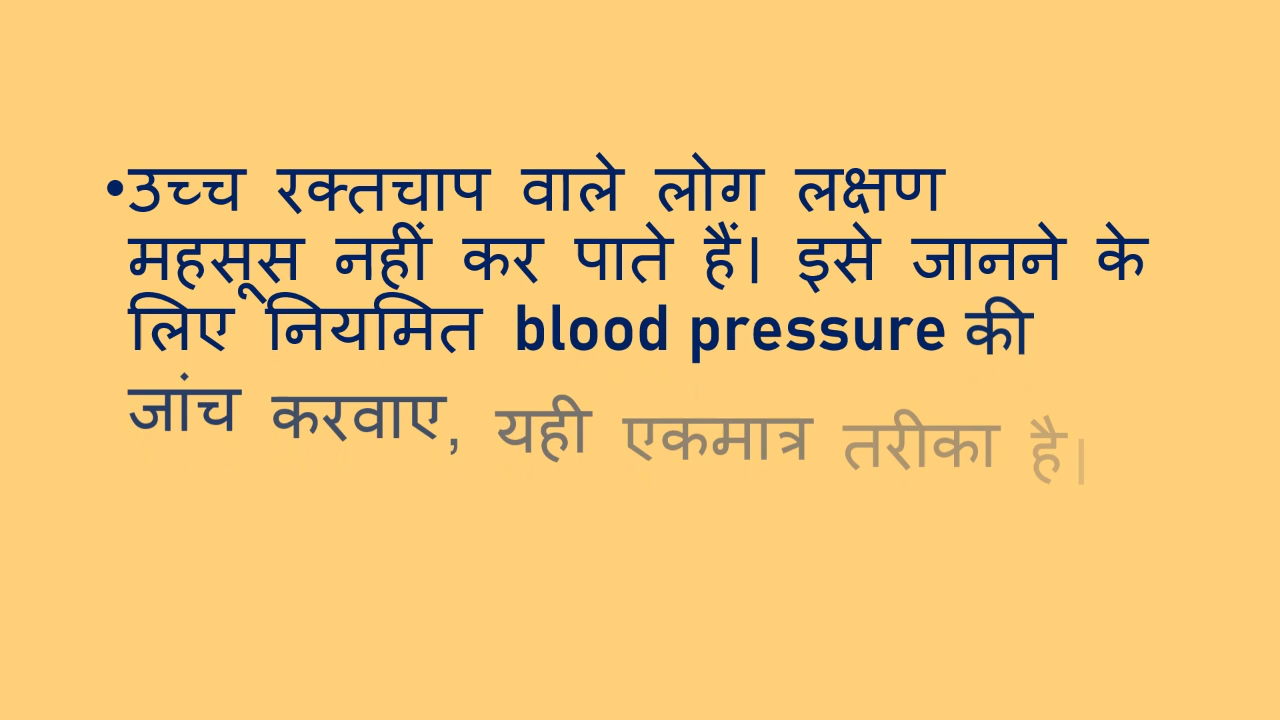 •उच्च रक्तचाप वाले लोग लक्षण
महसूस नहीं कर पाते हैं। इसे जानने के
लिए नियमित blood pressure की
जांच करवाए, यही एकमात्र तरीका है।